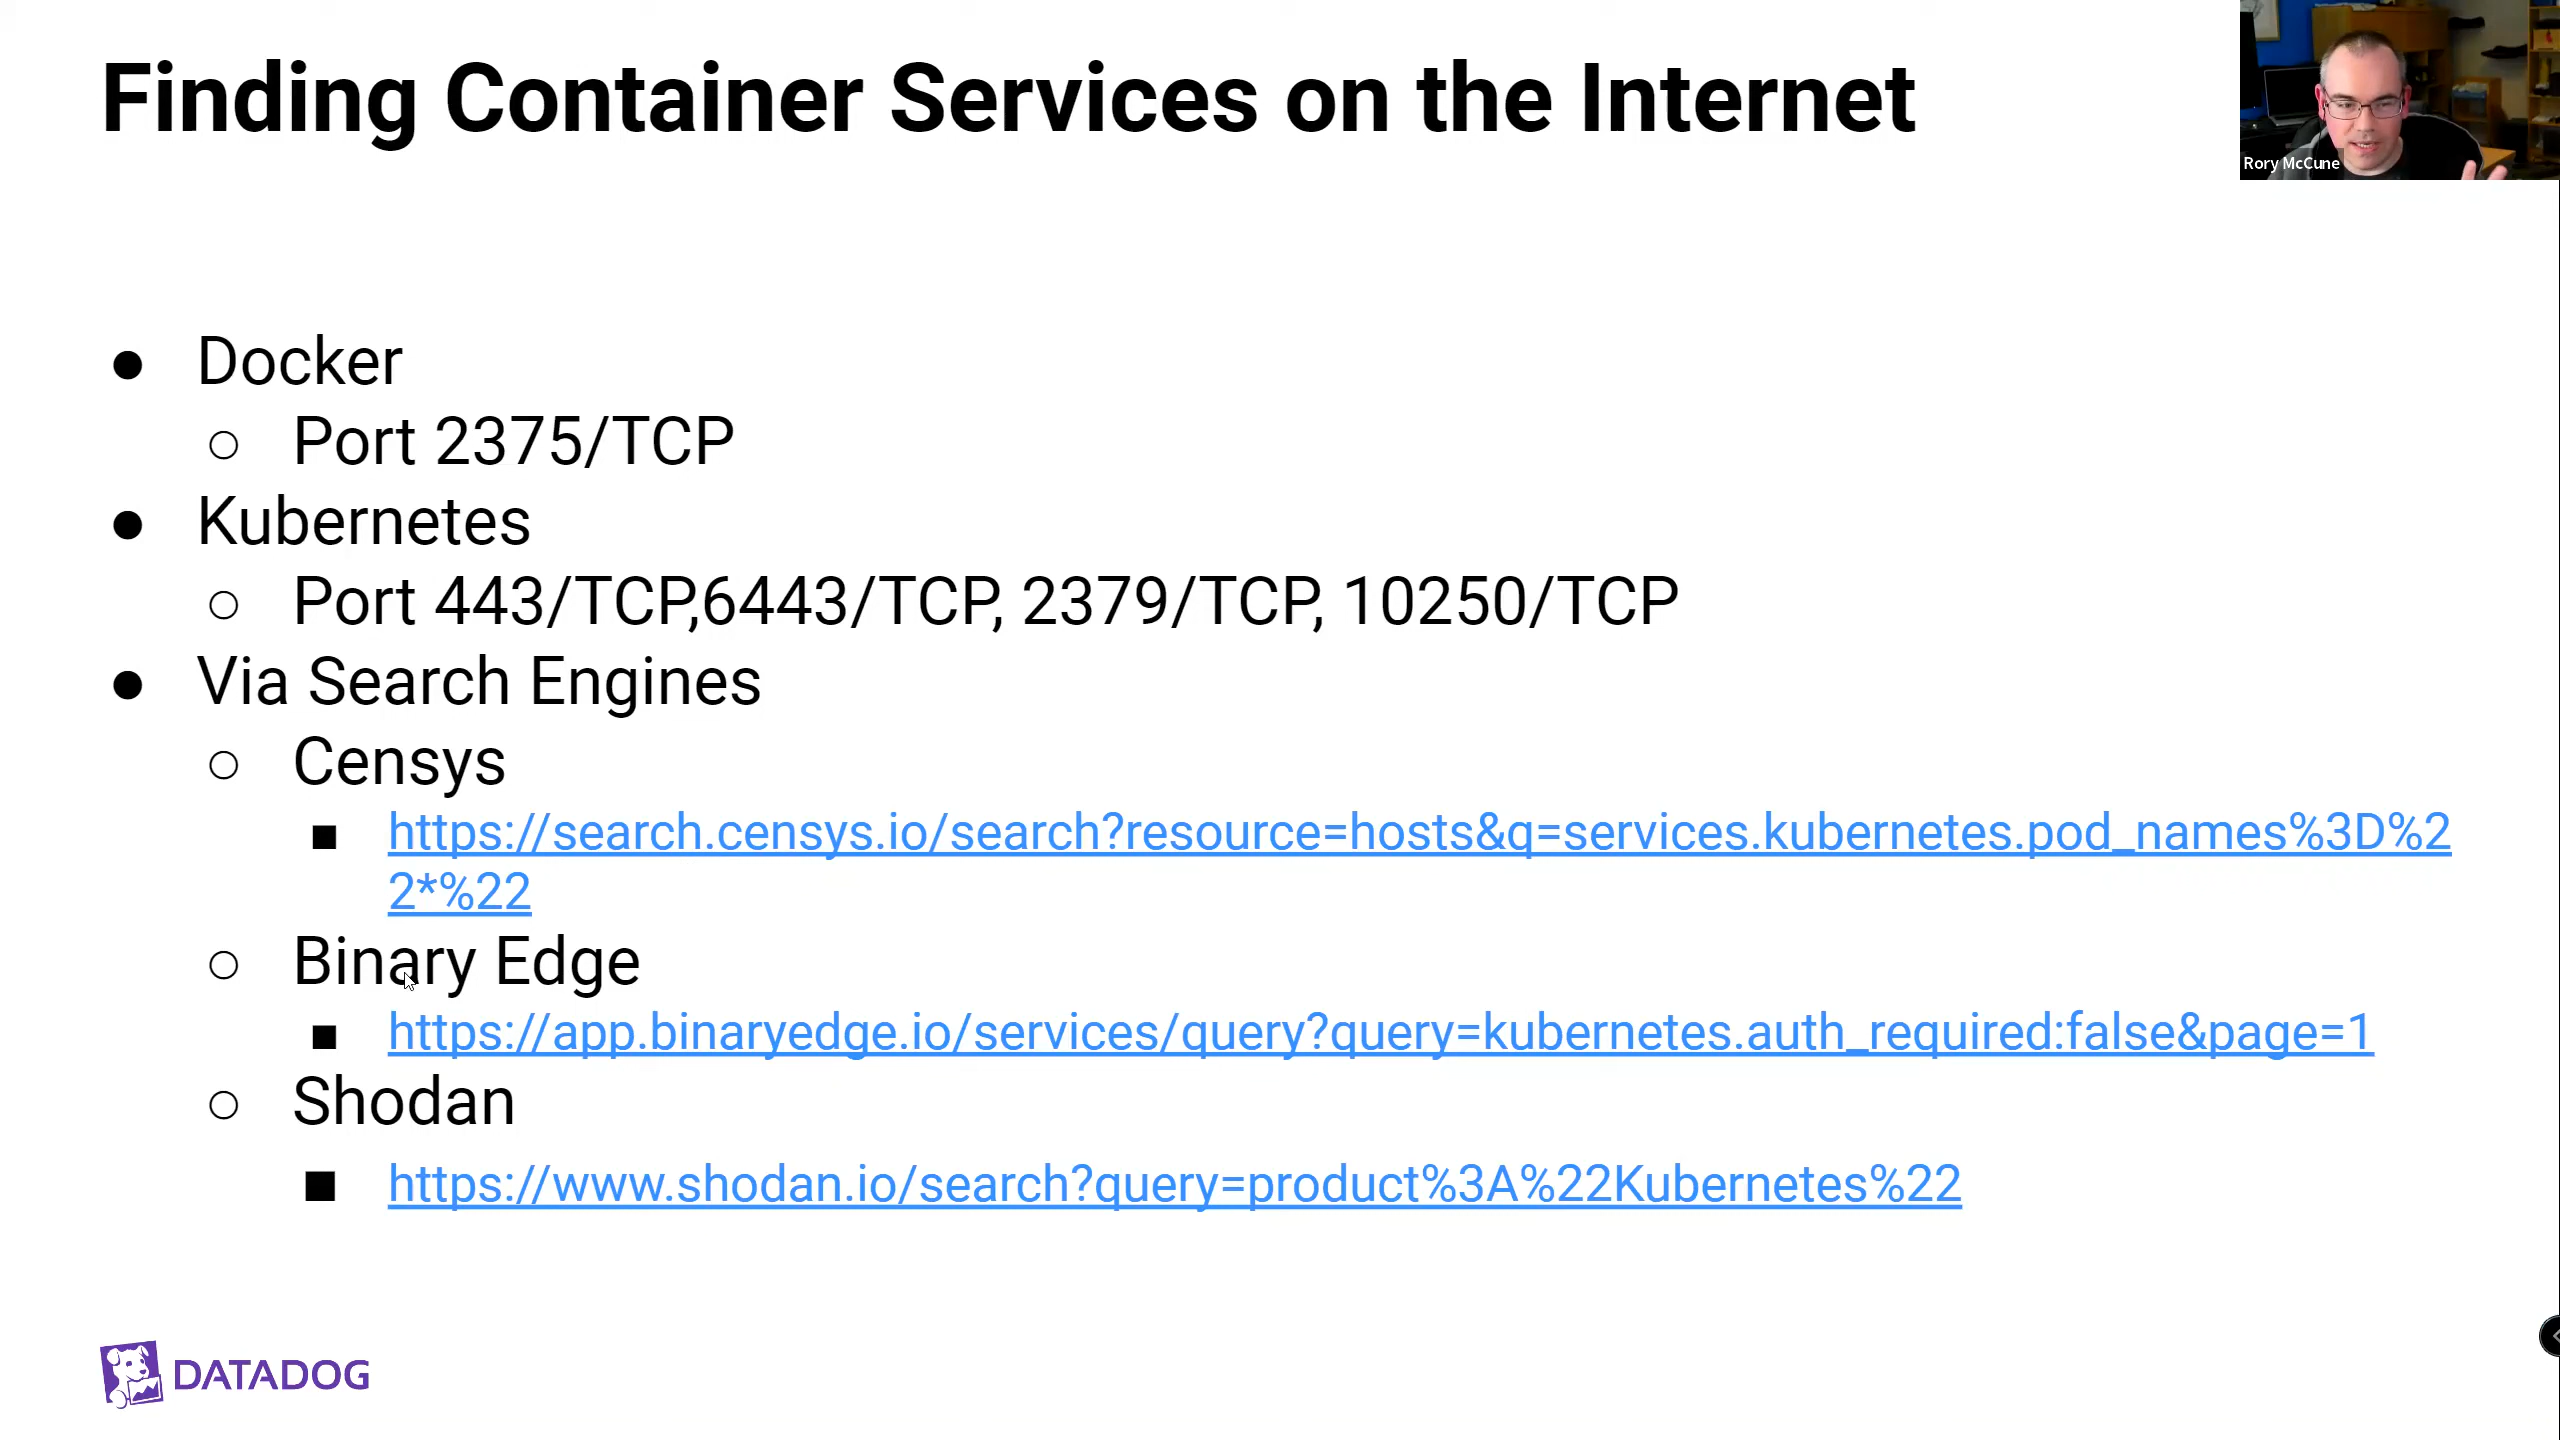 Finding Container Services on the Internet
Rory McCune
● Docker
○ Port 2375/TCP
● Kubernetes
○ Port 443/TCP,6443/TCP, 2379/TCP, 10250/TCP
● Via Search Engines
○ Censys
■ https://search.censys.io/search?resource=hosts&q=services.kubernetes.pod_names%3D%2
2*%22
○ Binary Edge
■ https://app.binaryedge.io/services/query?query=kubernetes.auth_required:false&page=1
○ Shodan
■ https://www.shodan.io/search?query=product%3A%22Kubernetes%22
DATADOG